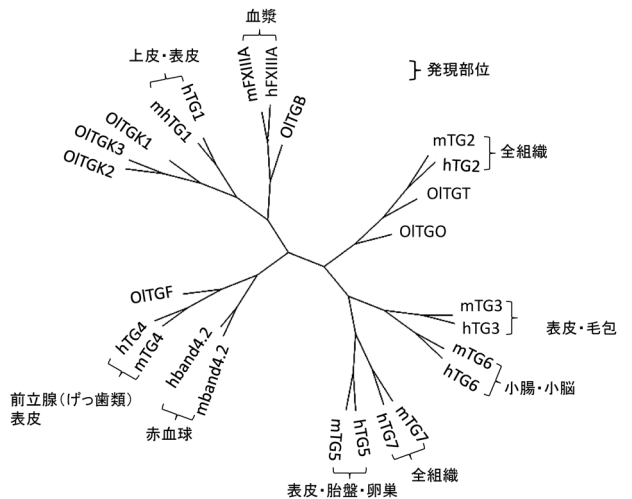 血漿
mFXIIIA
hFXIIIA
OlTGB
発現部位
上皮・表皮
hTG1
mhTG1
OlTGK1
OlTGK3
OlTGK2
mTG2
hTG2
全組織
OlTGT
OlTGO
OlTGF
hTG4
mTG4
前立腺（げっ歯類）
表皮
hband4.2
mband4.2
赤血球
mTG3
hTG3
表皮・毛包
mTG6
hTG6
小腸・小脳
mTG7
hTG7
全組織
hTG5
mTG5
表皮・胎盤・卵巣